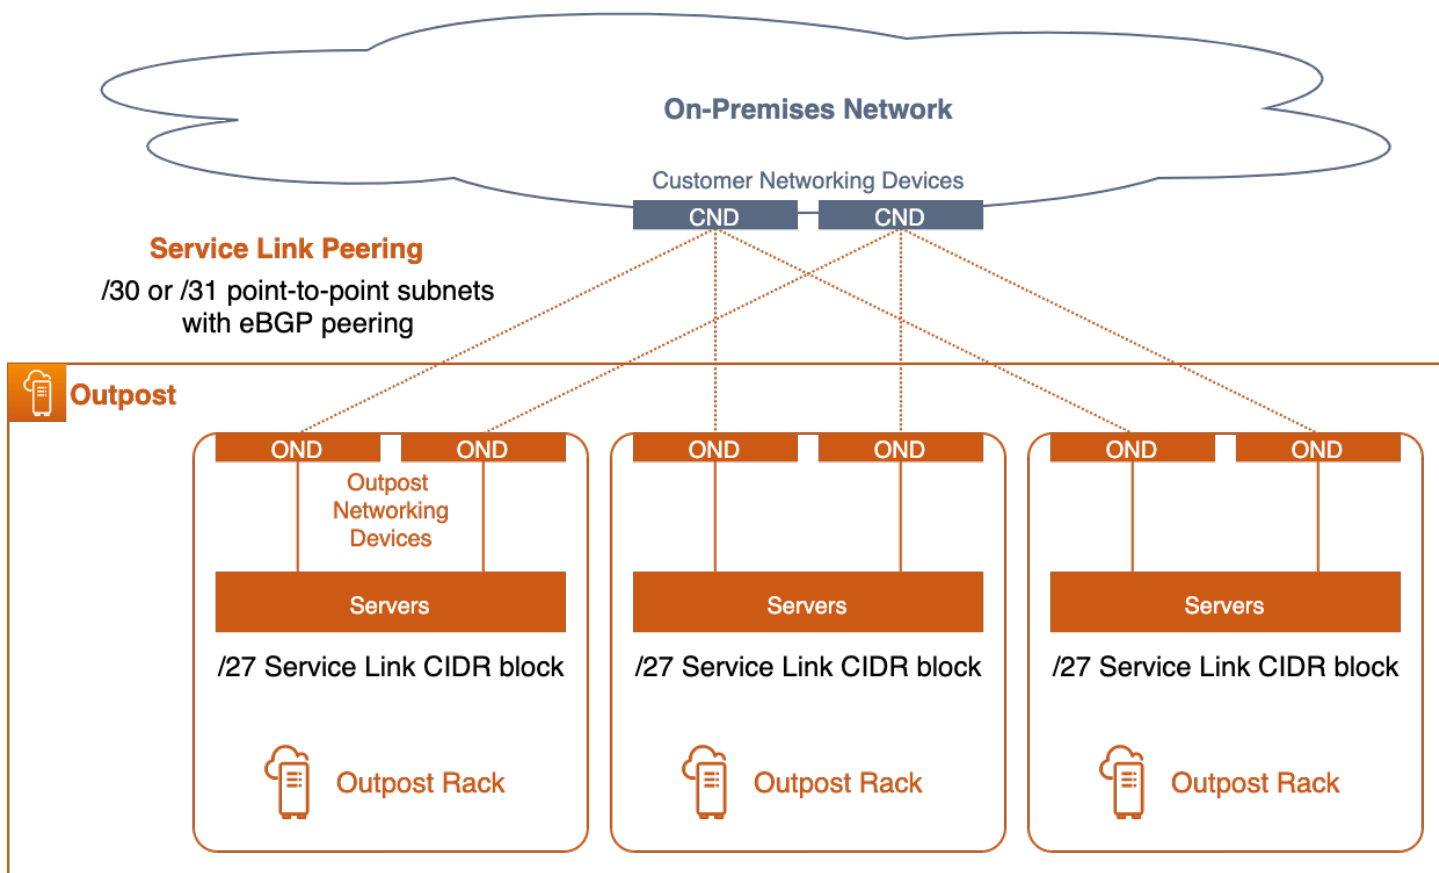 On-Premises Network
Customer Networking Devices
CND
CND
Service Link Peering
/30 or /31 point-to-point subnets
with eBGP peering
Outpost
OND
OND
OND
OND
OND
OND
Outpost
Networking
Devices
Servers
Servers
Servers
/27 Service Link CIDR block
/27 Service Link CIDR block
/27 Service Link CIDR block
Outpost Rack
Outpost Rack
Outpost Rack